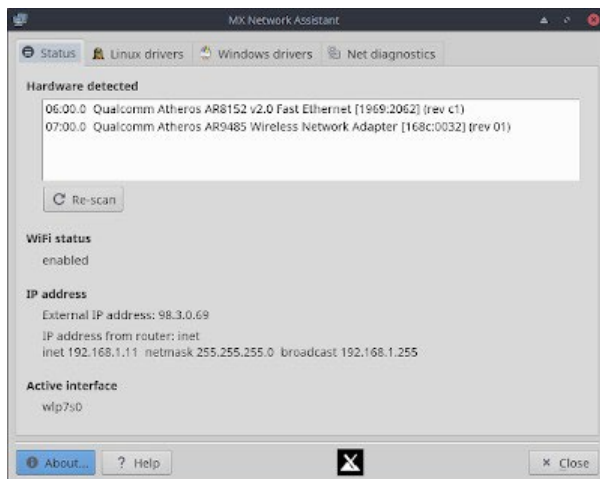 MX Network Assistant
Status Linux drivers Windows drivers Net diagnostics
Hardware detected
06:00.0 Qualcomm Atheros AR8152 v2.0 Fast Ethernet [1969:2062] (rev c1)
07:00.0 Qualcomm Atheros AR9485 Wireless Network Adapter [168c:0032] (rev 01)
Re-scan
WiFi status
enabled
IP address
External IP address: 98.3.0.69
IP address from router: inet
inet 192.168.1.11 netmask 255.255.255.0 broadcast 192.168.1.255
Active interface
wlp7s0
About... ? Help Close